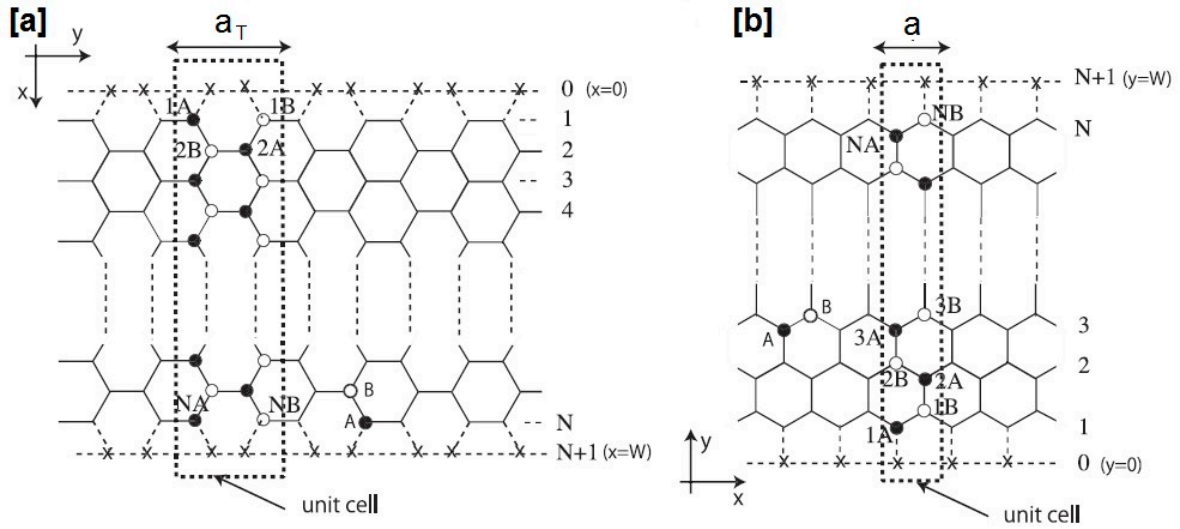 [a]
y
x
a_T
0 (x=0)
1A
1B
1
2B
2A
2
3
4
NA
NB
B
A
N
N+1 (x=W)
unit cell
[b]
a
N+1 (y=W)
NB
N
NA
B
A
3B
3A
3
2
2B
2A
1B
1A
1
0 (y=0)
y
x
unit cell